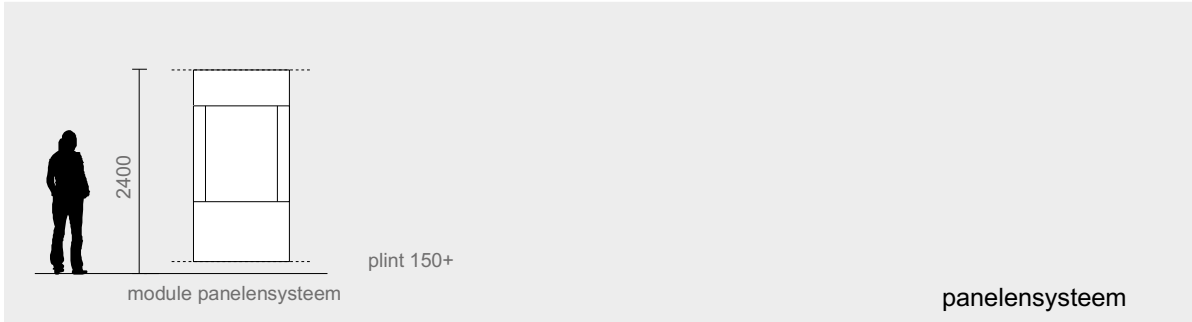 2400
plint 150+
module panelensysteem
panelensysteem